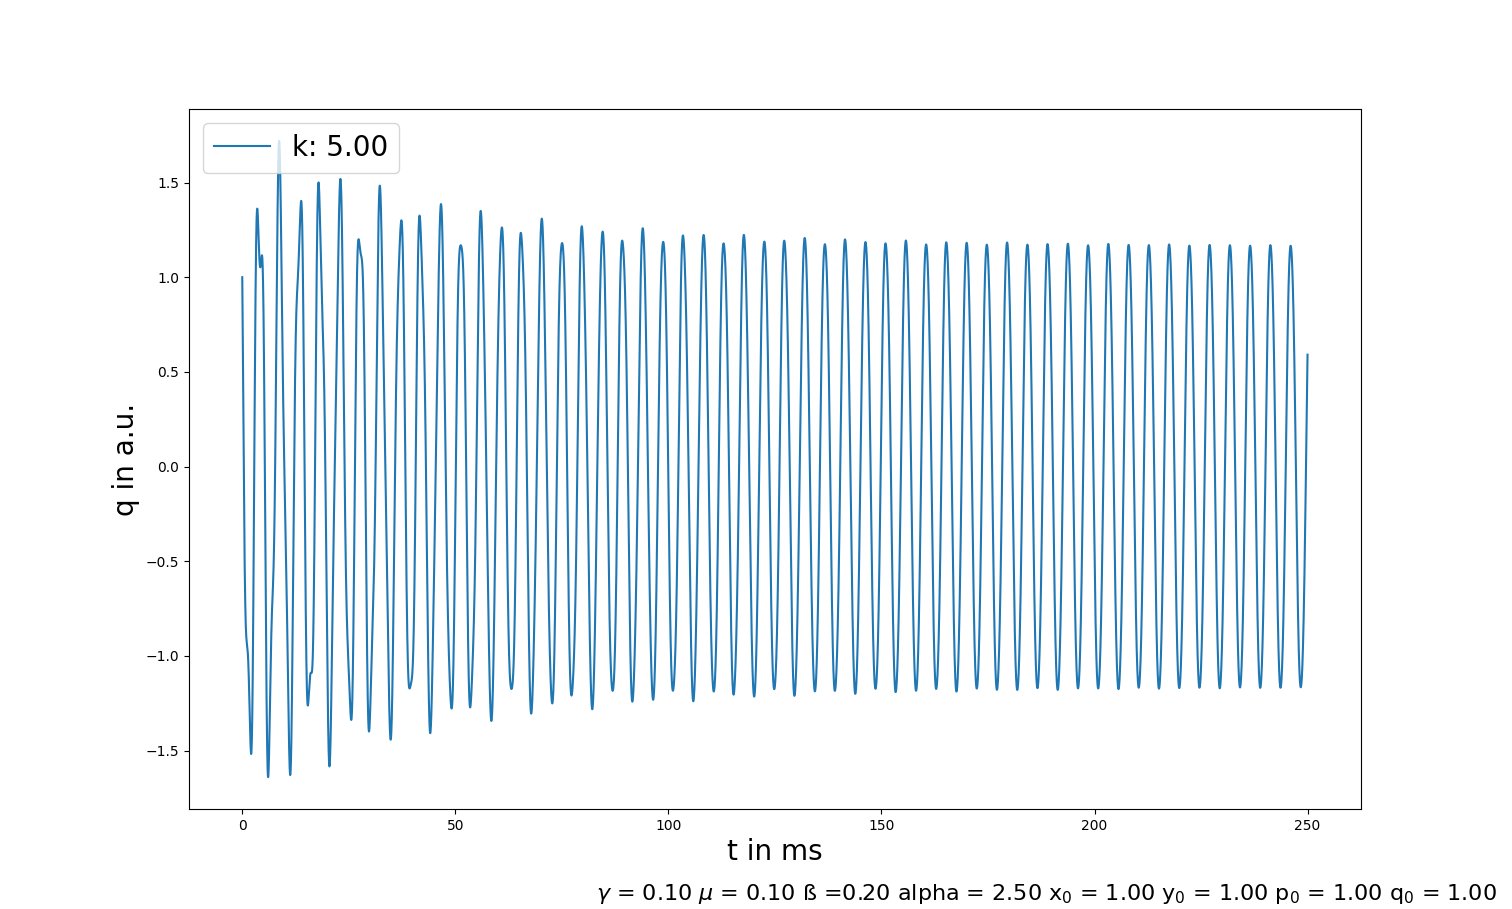 k: 5.00
1.5
1.0
0.5
0.0
−0.5
−1.0
−1.5
q in a.u.
0 50 100 150 200 250
t in ms
γ = 0.10 μ = 0.10 ß =0.20 alpha = 2.50 x₀ = 1.00 y₀ = 1.00 p₀ = 1.00 q₀ = 1.00